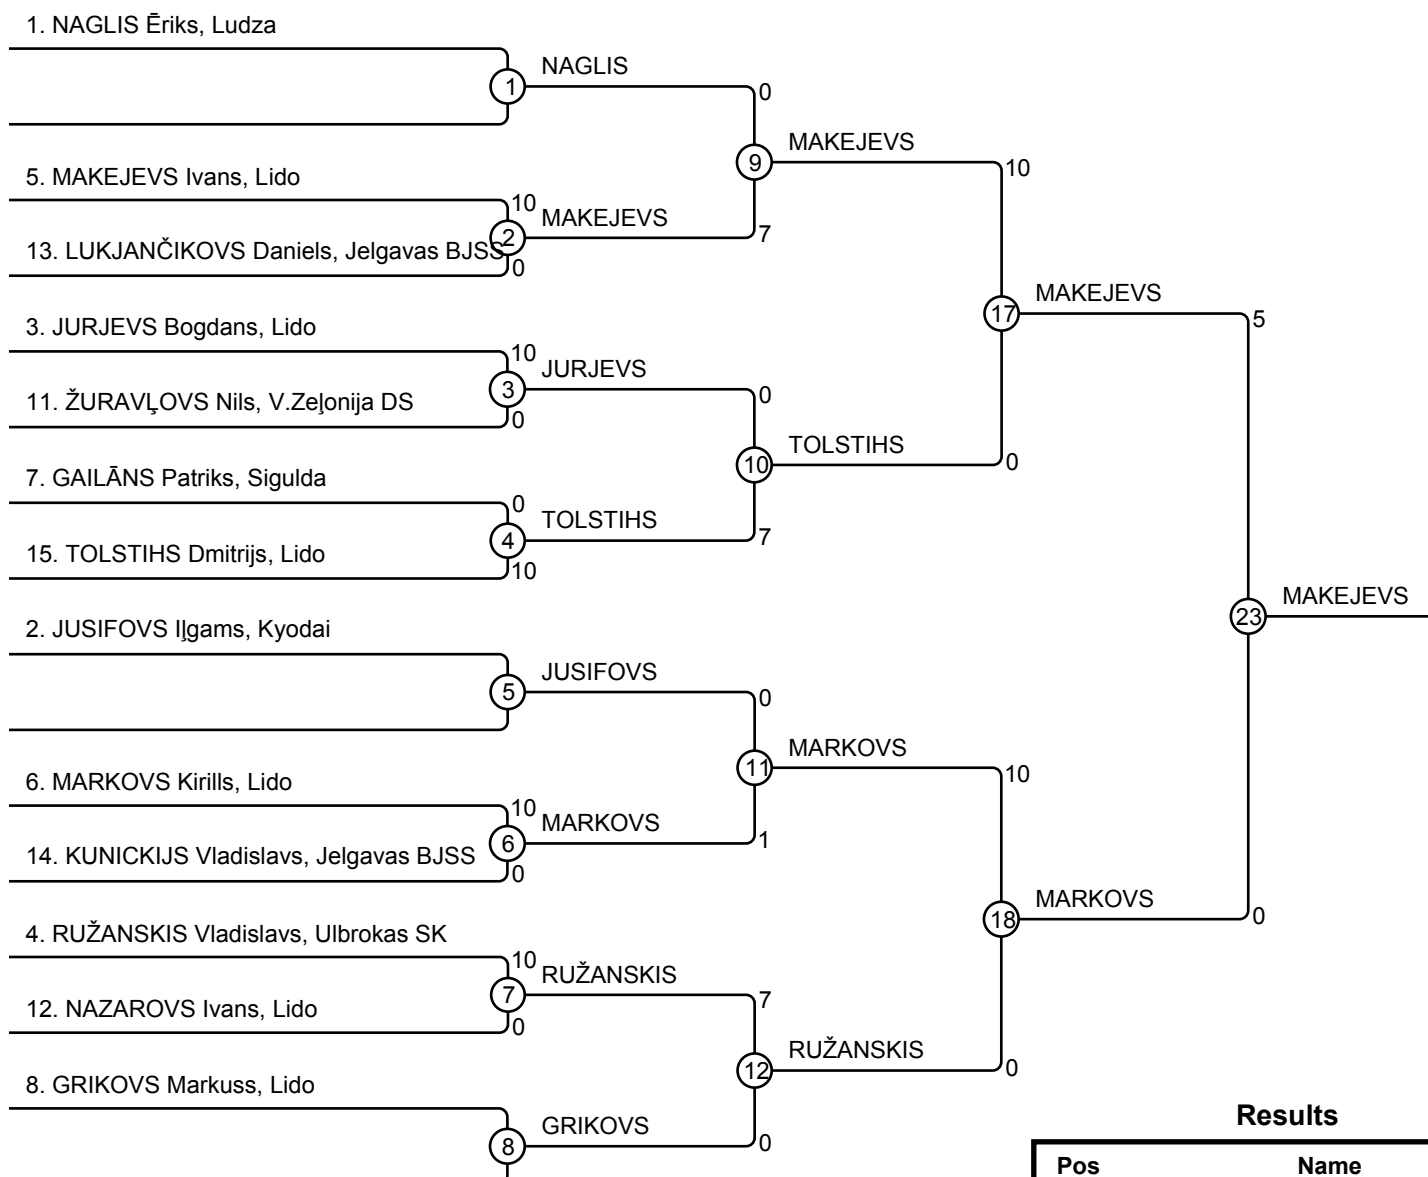 1. NAGLIS Ēriks, Ludza
NAGLIS
1
0
MAKEJEVS
9
10
5. MAKEJEVS Ivans, Lido
10
MAKEJEVS
2
7
13. LUKJANČIKOVS Daniels, Jelgavas BJSS
0
MAKEJEVS
17
5
3. JURJEVS Bogdans, Lido
10
JURJEVS
3
0
11. ŽURAVĻOVS Nils, V.Zeļonija DS
0
TOLSTIHS
10
0
7. GAILĀNS Patriks, Sigulda
0
TOLSTIHS
4
7
15. TOLSTIHS Dmitrijs, Lido
10
MAKEJEVS
23
2. JUSIFOVS Iļgams, Kyodai
JUSIFOVS
5
0
MARKOVS
11
10
6. MARKOVS Kirills, Lido
10
MARKOVS
6
1
14. KUNICKIJS Vladislavs, Jelgavas BJSS
0
MARKOVS
18
0
4. RUŽANSKIS Vladislavs, Ulbrokas SK
10
RUŽANSKIS
7
7
12. NAZAROVS Ivans, Lido
0
RUŽANSKIS
12
0
8. GRIKOVS Markuss, Lido
GRIKOVS
8
0
Results
Pos Name